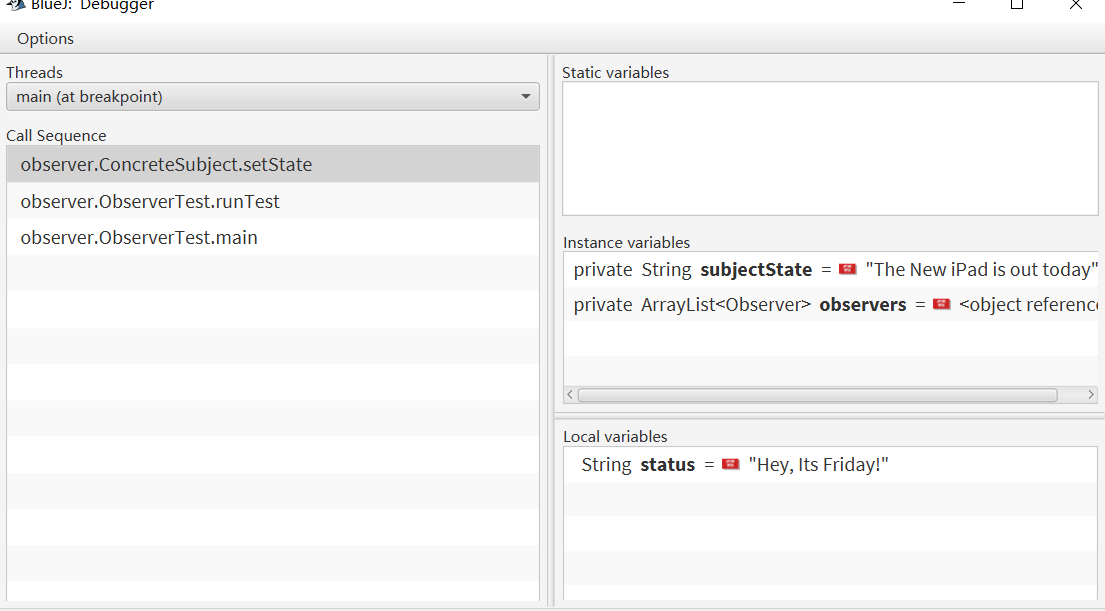 BlueJ: Debugger
Options
Threads
main (at breakpoint)
Call Sequence
observer.ConcreteSubject.setState
observer.ObserverTest.runTest
observer.ObserverTest.main
Static variables
Instance variables
private String subjectState = "The New iPad is out today"
private ArrayList<Observer> observers = <object reference
Local variables
String status = "Hey, Its Friday!"